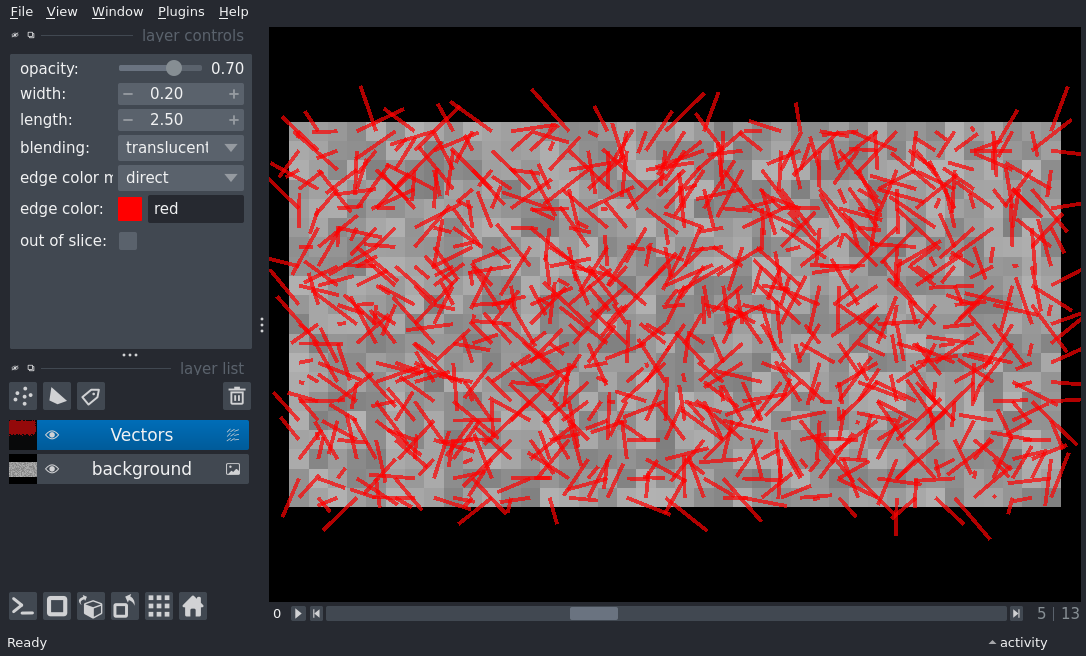 File View Window Plugins Help
layer controls
opacity: 0.70
width: − 0.20 +
length: − 2.50 +
blending: translucent
edge color m direct
edge color: red
out of slice:
layer list
Vectors
background
0 5 | 13
Ready activity